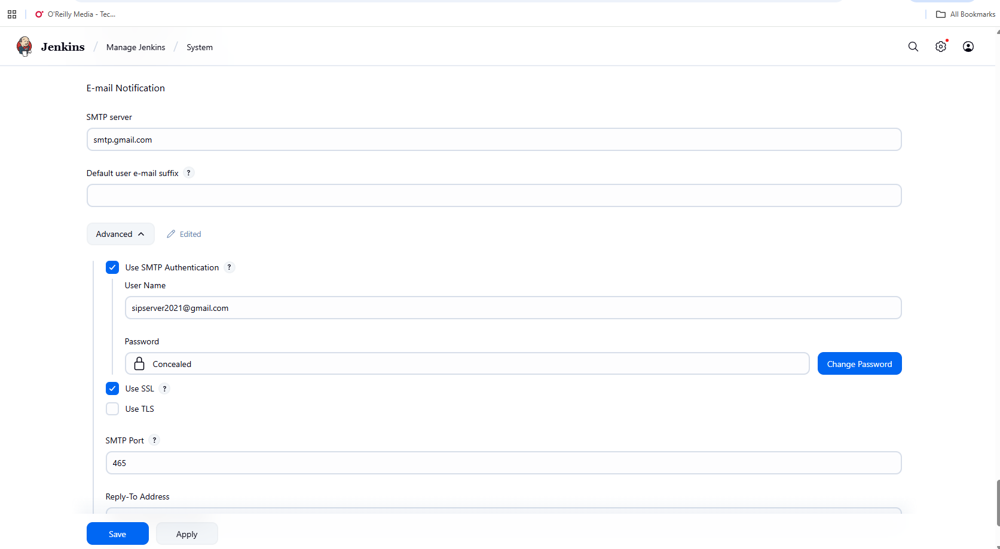 O'Reilly Media - Tec...
All Bookmarks
Jenkins / Manage Jenkins / System
E-mail Notification
SMTP server
smtp.gmail.com
Default user e-mail suffix ?
Advanced
Edited
Use SMTP Authentication ?
User Name
sipserver2021@gmail.com
Password
Concealed
Change Password
Use SSL ?
Use TLS
SMTP Port ?
465
Reply-To Address
Save
Apply